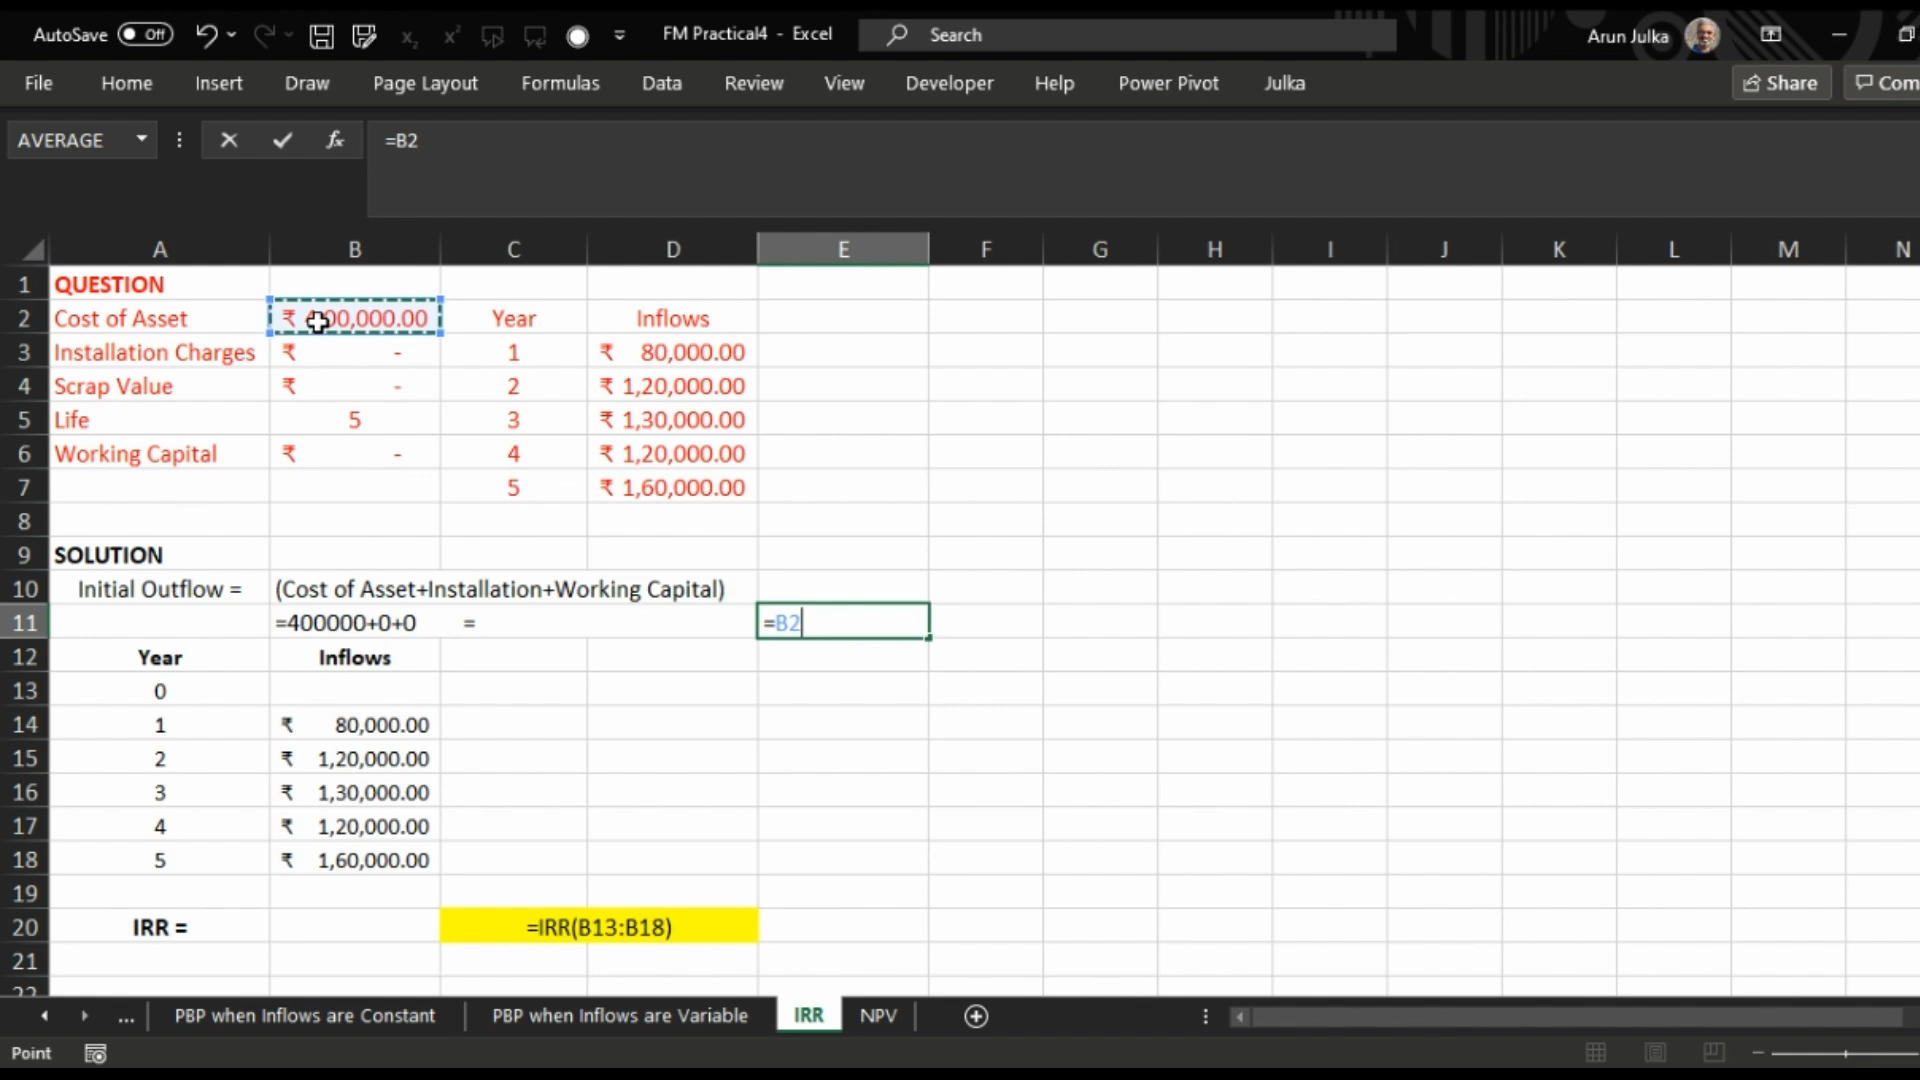 AutoSave Off FM Practical4 - Excel Search Arun Julka
File Home Insert Draw Page Layout Formulas Data Review View Developer Help Power Pivot Julka Share Com
AVERAGE fx =B2
A B C D E F G H I J K L M N
1 QUESTION
2 Cost of Asset ₹ 00,000.00 Year Inflows
3 Installation Charges ₹ - 1 ₹ 80,000.00
4 Scrap Value ₹ - 2 ₹ 1,20,000.00
5 Life 5 3 ₹ 1,30,000.00
6 Working Capital ₹ - 4 ₹ 1,20,000.00
7 5 ₹ 1,60,000.00
8
9 SOLUTION
10 Initial Outflow = (Cost of Asset+Installation+Working Capital)
11 =400000+0+0 = =B2
12 Year Inflows
13 0
14 1 ₹ 80,000.00
15 2 ₹ 1,20,000.00
16 3 ₹ 1,30,000.00
17 4 ₹ 1,20,000.00
18 5 ₹ 1,60,000.00
19
20 IRR = =IRR(B13:B18)
21
22
... PBP when Inflows are Constant PBP when Inflows are Variable IRR NPV
Point